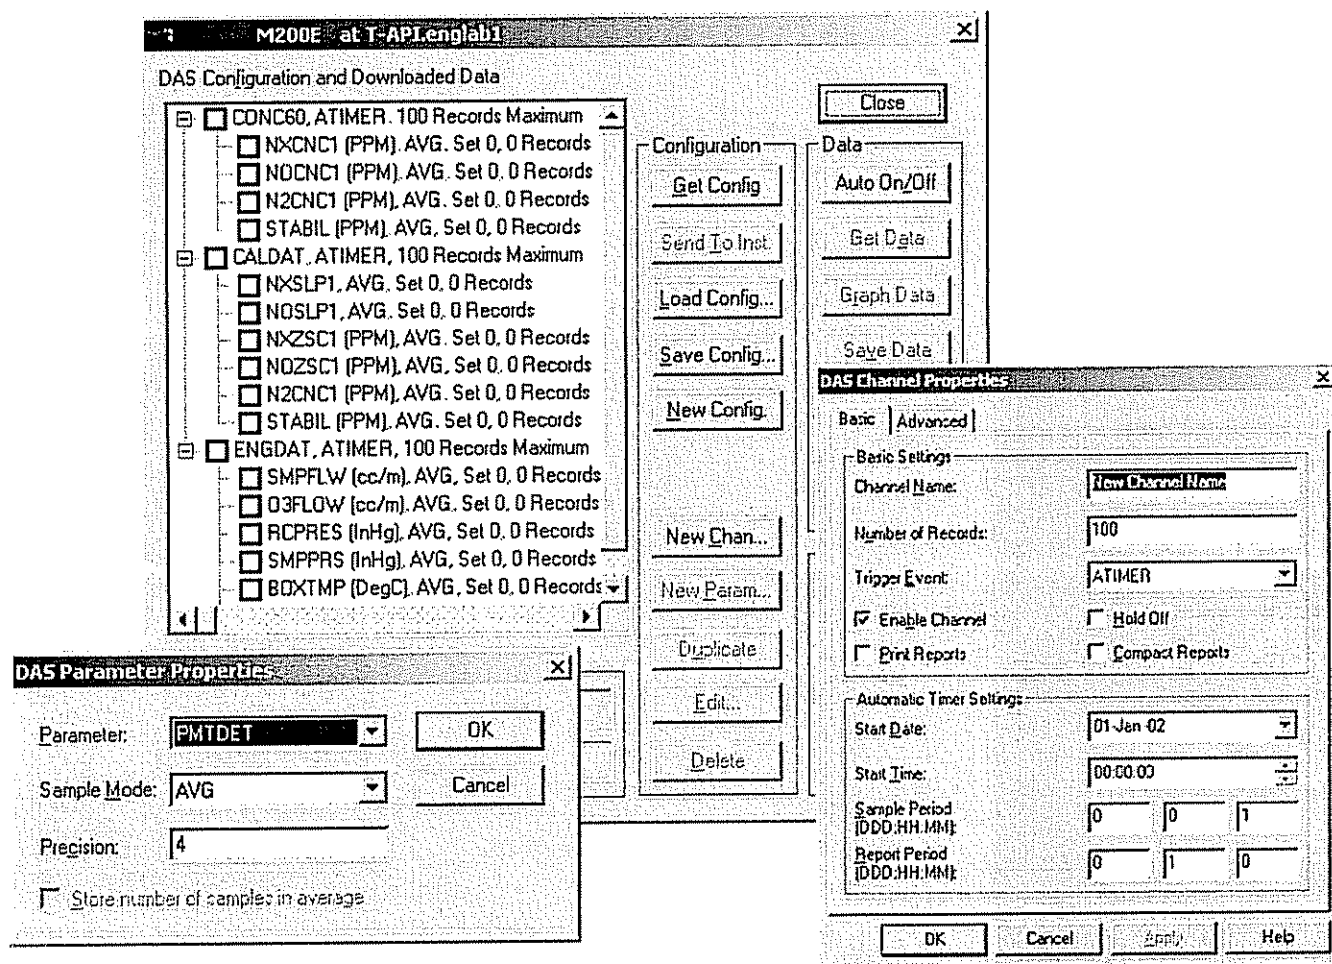 M200E at T-API.englab1
DAS Configuration and Downloaded Data
CONC60, ATIMER, 100 Records Maximum
NXCNC1 (PPM), AVG, Set 0, 0 Records
NOCNC1 (PPM), AVG, Set 0, 0 Records
N2CNC1 (PPM), AVG, Set 0, 0 Records
STABIL (PPM), AVG, Set 0, 0 Records
CALDAT, ATIMER, 100 Records Maximum
NXSLP1, AVG, Set 0, 0 Records
NOSLP1, AVG, Set 0, 0 Records
NXZSC1 (PPM), AVG, Set 0, 0 Records
NOZSC1 (PPM), AVG, Set 0, 0 Records
N2CNC1 (PPM), AVG, Set 0, 0 Records
STABIL (PPM), AVG, Set 0, 0 Records
ENGDAT, ATIMER, 100 Records Maximum
SMPFLW (cc/m), AVG, Set 0, 0 Records
O3FLOW (cc/m), AVG, Set 0, 0 Records
RCPRES (InHg), AVG, Set 0, 0 Records
SMPPRS (InHg), AVG, Set 0, 0 Records
BOXTMP (DegC), AVG, Set 0, 0 Records
Close
Configuration
Get Config
Send To Inst.
Load Config...
Save Config...
New Config.
New Chan...
New Param...
Duplicate
Edit...
Delete
Data
Auto On/Off
Get Data
Graph Data
Save Data
DAS Parameter Properties
Parameter: PMTDET
OK
Sample Mode: AVG
Cancel
Precision: 4
Store number of samples in average
DAS Channel Properties
Basic Advanced
Basic Settings
Channel Name: New Channel Name
Number of Records: 100
Trigger Event: ATIMER
Enable Channel Hold Off
Print Reports Compact Reports
Automatic Timer Settings
Start Date: 01-Jan-02
Start Time: 00:00:00
Sample Period
(DDD:HH:MM): 0 0 1
Report Period
(DDD:HH:MM): 0 1 0
OK Cancel Apply Help